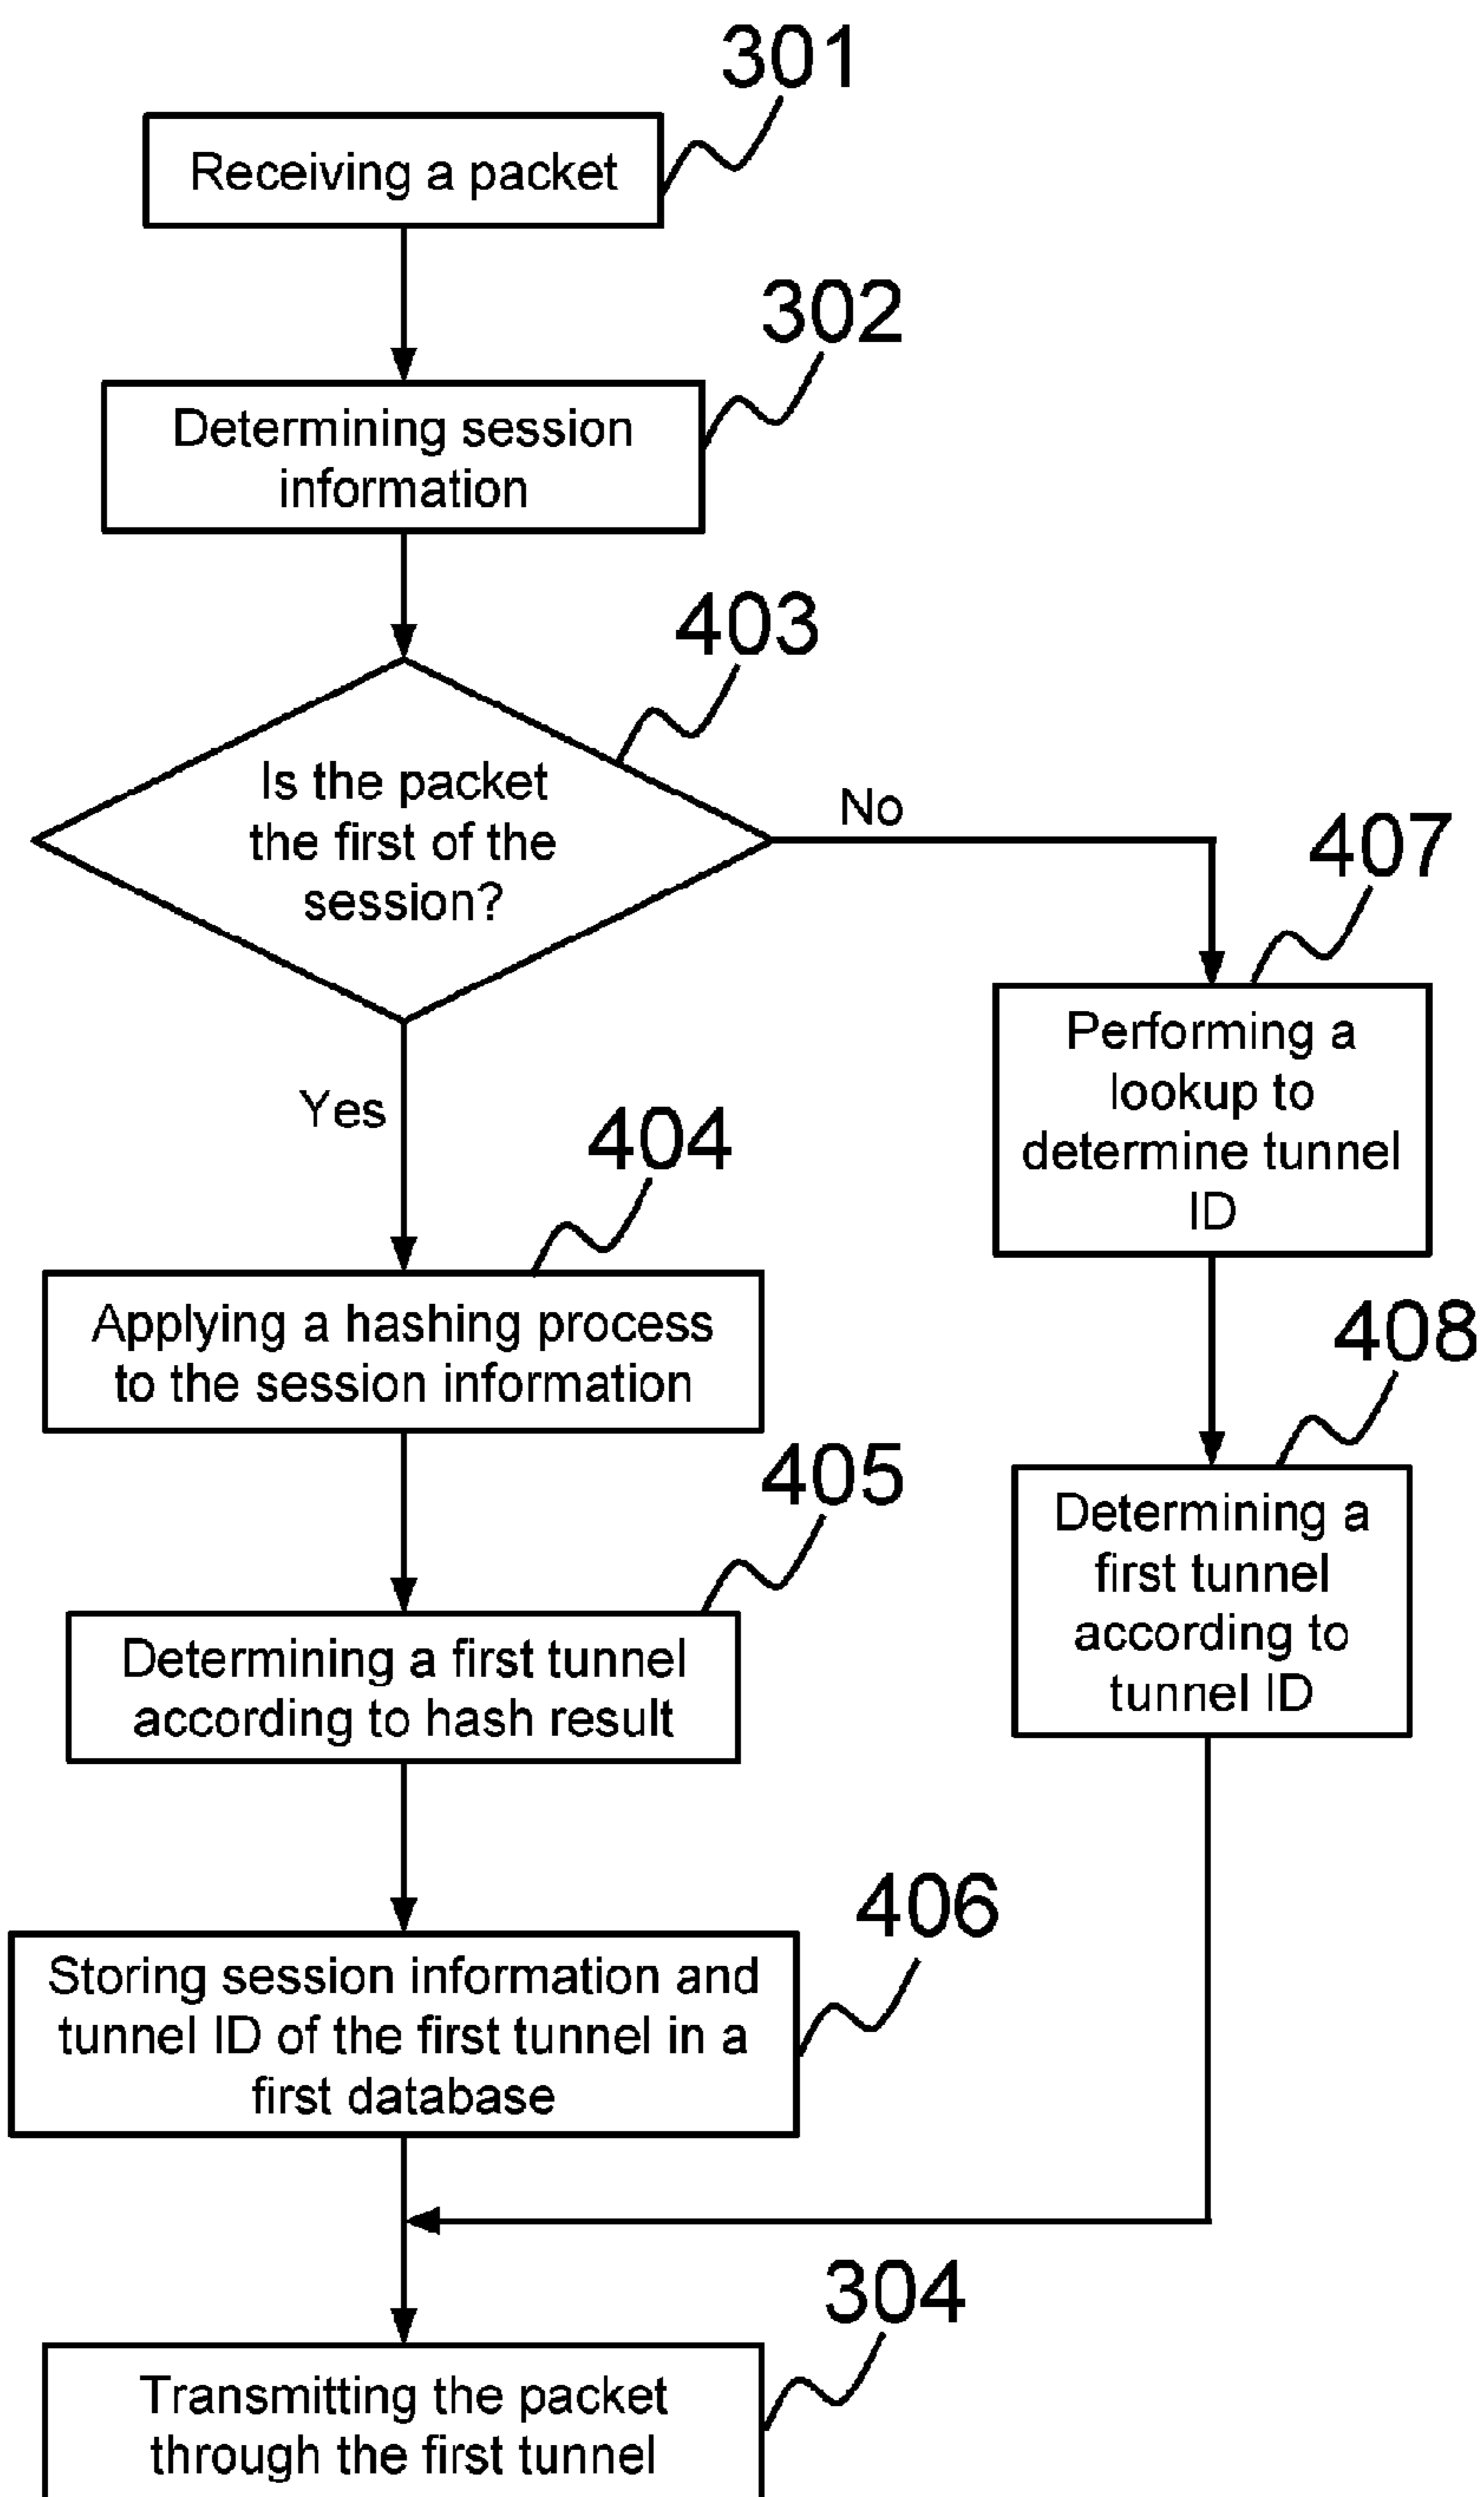 301
Receiving a packet
302
Determining session
information
403
Is the packet
the first of the
session?
No
407
Performing a
lookup to
determine tunnel
ID
Yes
404
Applying a hashing process
to the session information
408
Determining a
first tunnel
according to
tunnel ID
405
Determining a first tunnel
according to hash result
406
Storing session information and
tunnel ID of the first tunnel in a
first database
304
Transmitting the packet
through the first tunnel